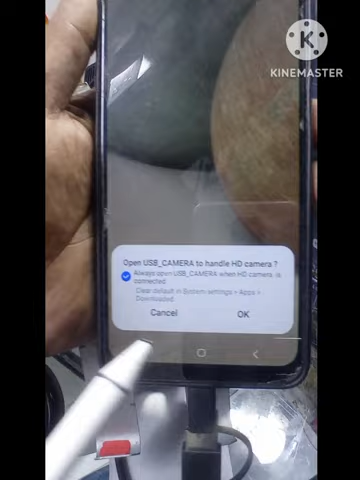 K
KINEMASTER
Open USB_CAMERA to handle HD camera ?
Always open USB_CAMERA when HD camera is
connected
Clear default in System settings > Apps >
Downloaded.
Cancel
OK